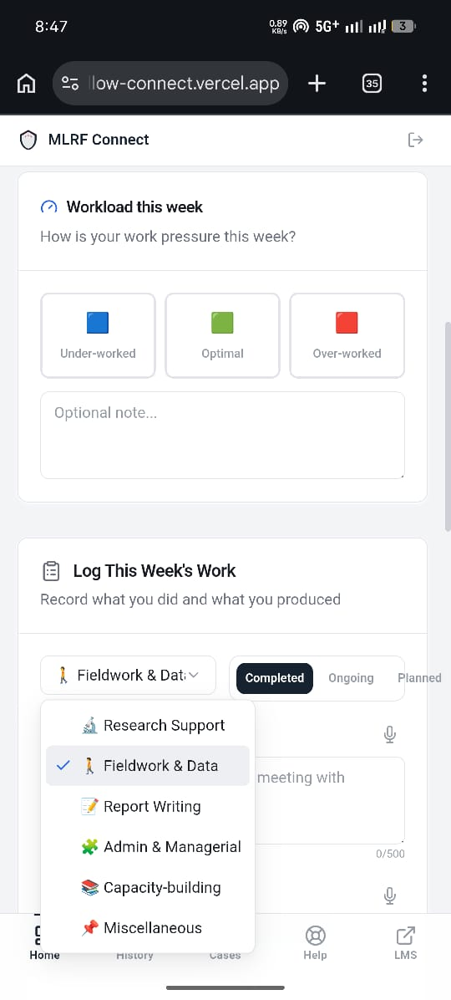 8:47
0.89 KB/s 5G+ 3
low-connect.vercel.app 35
MLRF Connect
Workload this week
How is your work pressure this week?
Under-worked Optimal Over-worked
Optional note...
Log This Week's Work
Record what you did and what you produced
Fieldwork & Dat
Completed Ongoing Planned
Research Support
Fieldwork & Data
meeting with
Report Writing
Admin & Managerial
0/500
Capacity-building
Miscellaneous
Home History Cases Help LMS